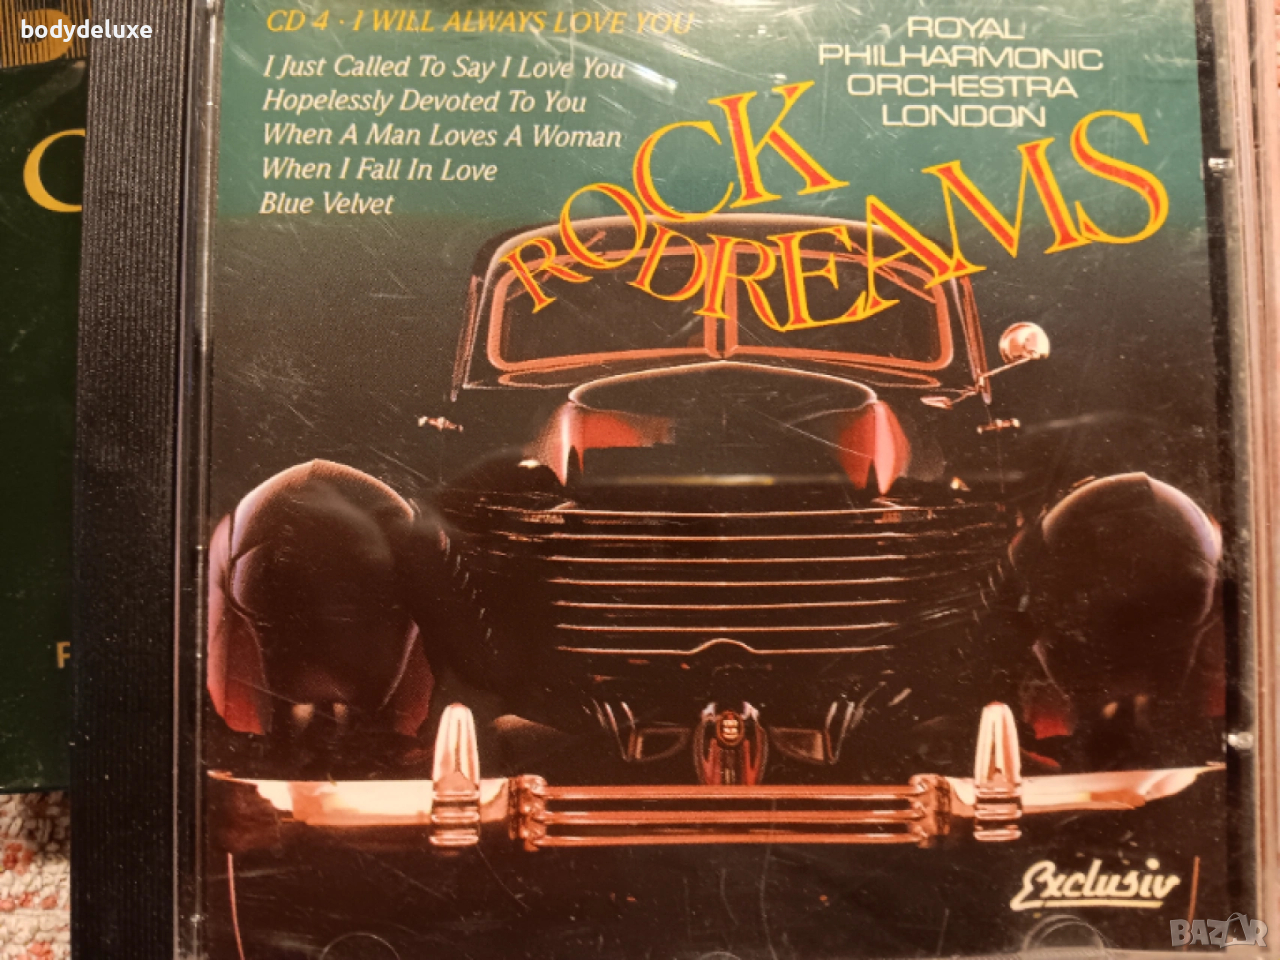 bodydeluxe
CD 4 · I WILL ALWAYS LOVE YOU
I Just Called To Say I Love You
Hopelessly Devoted To You
When A Man Loves A Woman
When I Fall In Love
Blue Velvet
ROYAL
PHILHARMONIC
ORCHESTRA
LONDON
ROCK
DREAMS
Exclusiv
BAZAR